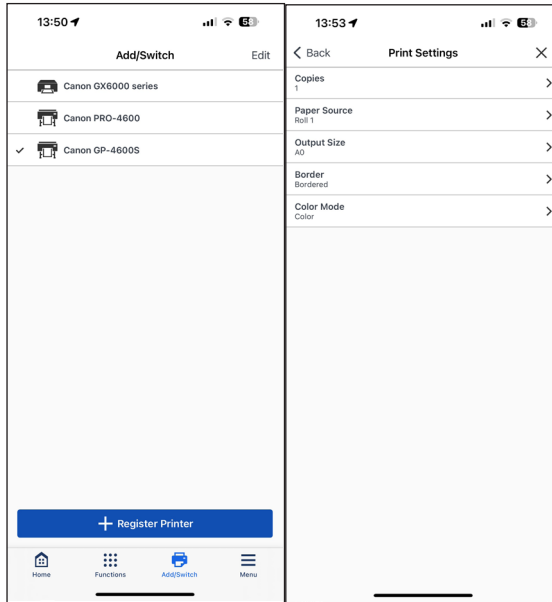 13:50
58
Add/Switch
Edit
Canon GX6000 series
Canon PRO-4600
Canon GP-4600S
Register Printer
Home
Functions
Add/Switch
Menu
13:53
Back
Print Settings
Copies
1
Paper Source
Roll 1
Output Size
A0
Border
Bordered
Color Mode
Color